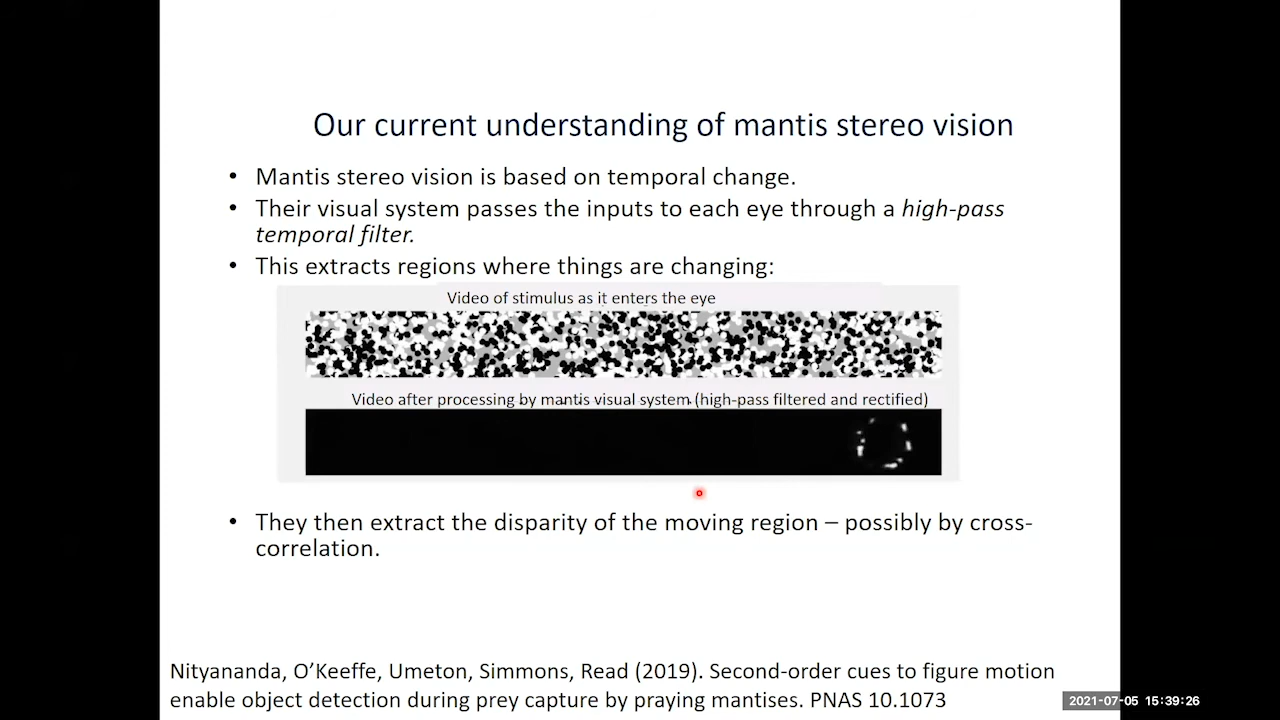 Our current understanding of mantis stereo vision
• Mantis stereo vision is based on temporal change.
• Their visual system passes the inputs to each eye through a high-pass
temporal filter.
• This extracts regions where things are changing:
Video of stimulus as it enters the eye
Video after processing by mantis visual system (high-pass filtered and rectified)
• They then extract the disparity of the moving region – possibly by cross-
correlation.
Nityananda, O’Keeffe, Umeton, Simmons, Read (2019). Second-order cues to figure motion
enable object detection during prey capture by praying mantises. PNAS 10.1073
2021-07-05 15:39:26